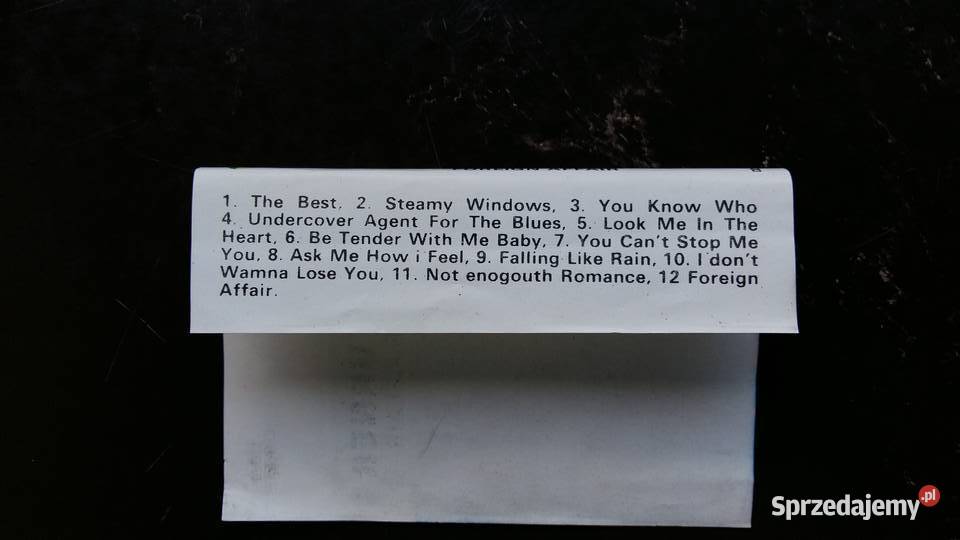 FOREIGN AFFAIR
1. The Best, 2. Steamy Windows, 3. You Know Who
4. Undercover Agent For The Blues, 5. Look Me In The
Heart, 6. Be Tender With Me Baby, 7. You Can't Stop Me
You, 8. Ask Me How i Feel, 9. Falling Like Rain, 10. I don't
Wamna Lose You, 11. Not enogouth Romance, 12 Foreign
Affair.
Sprzedajemy.pl